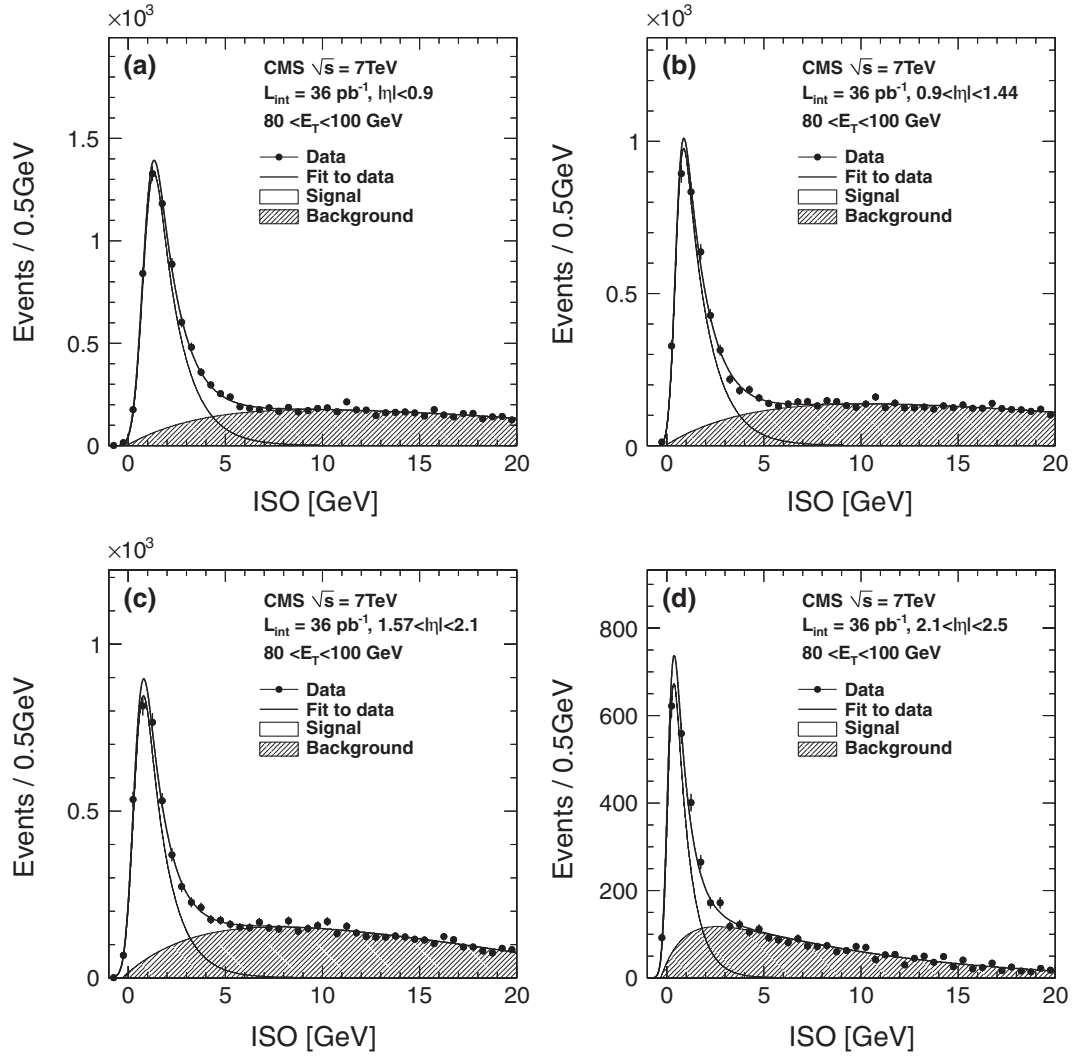 ×10³
(a)
CMS √s = 7TeV
L_int = 36 pb⁻¹, |η|<0.9
80 <E_T<100 GeV
Data
Fit to data
Signal
Background
Events / 0.5GeV
1.5
1
0.5
0
0 5 10 15 20
ISO [GeV]
×10³
(b)
CMS √s = 7TeV
L_int = 36 pb⁻¹, 0.9<|η|<1.44
80 <E_T<100 GeV
Data
Fit to data
Signal
Background
Events / 0.5GeV
1
0.5
0
0 5 10 15 20
ISO [GeV]
×10³
(c)
CMS √s = 7TeV
L_int = 36 pb⁻¹, 1.57<|η|<2.1
80 <E_T<100 GeV
Data
Fit to data
Signal
Background
Events / 0.5GeV
1
0.5
0
0 5 10 15 20
ISO [GeV]
(d)
CMS √s = 7TeV
L_int = 36 pb⁻¹, 2.1<|η|<2.5
80 <E_T<100 GeV
Data
Fit to data
Signal
Background
Events / 0.5GeV
800
600
400
200
0
0 5 10 15 20
ISO [GeV]